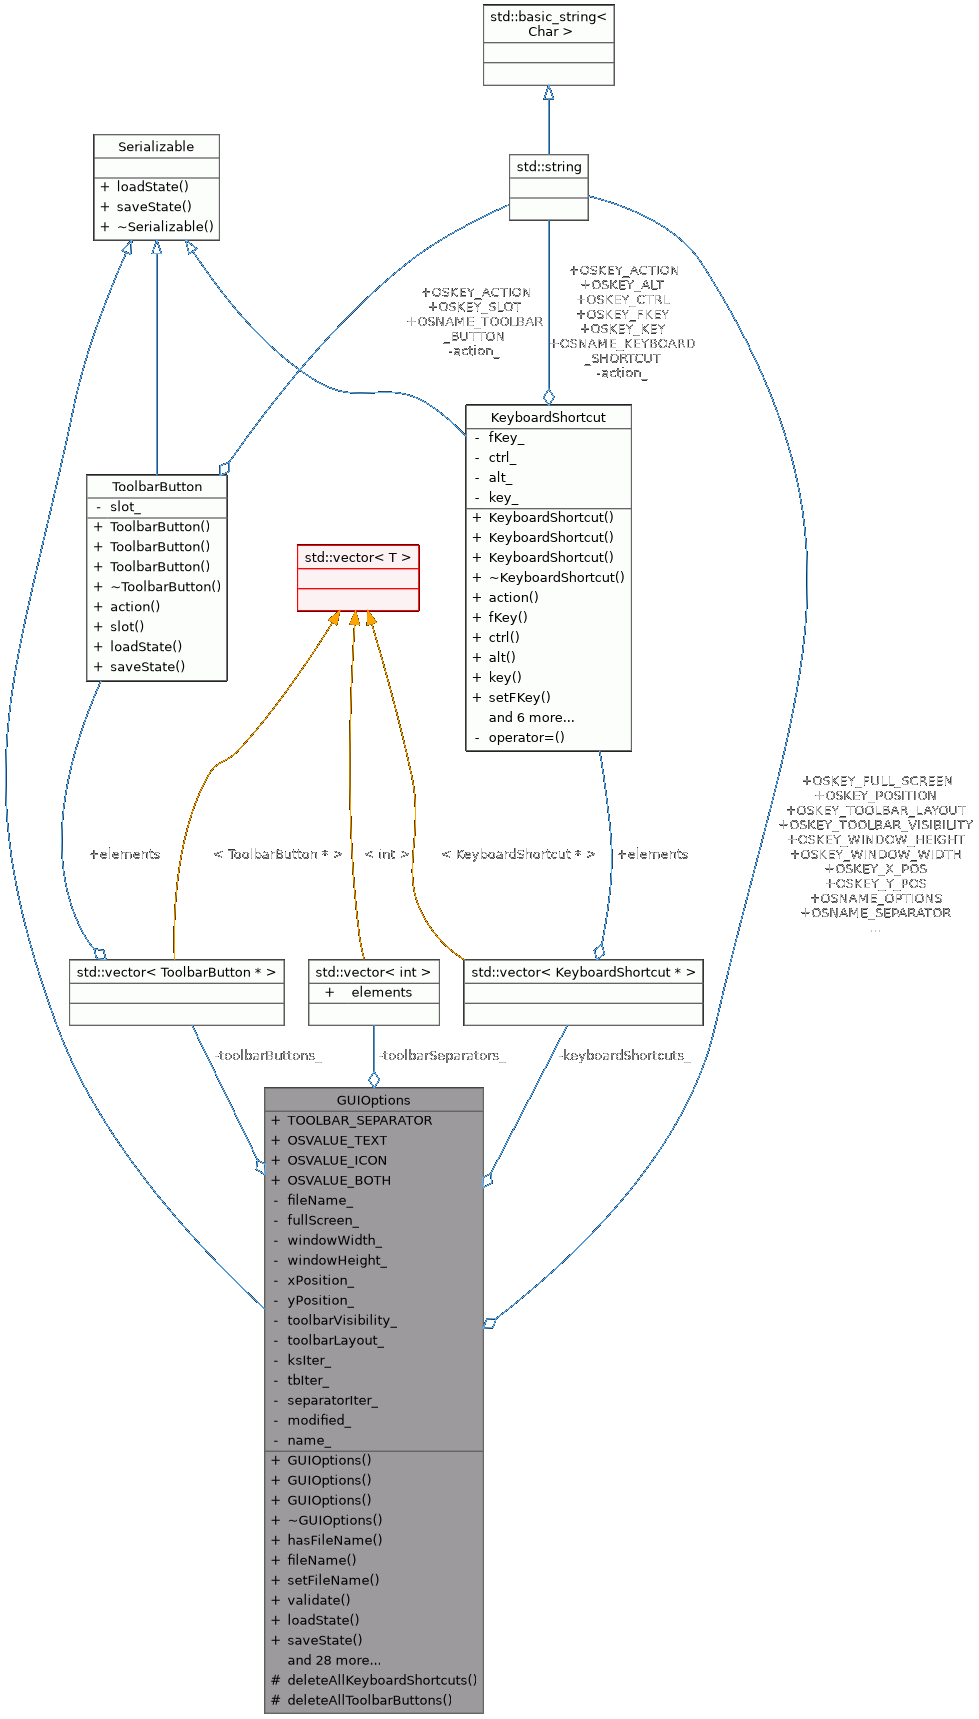 std::basic_string<
Char >
Serializable
+ loadState()
+ saveState()
+ ~Serializable()
std::string
+OSKEY_ACTION
+OSKEY_SLOT
+OSNAME_TOOLBAR
_BUTTON
-action_
+OSKEY_ACTION
+OSKEY_ALT
+OSKEY_CTRL
+OSKEY_FKEY
+OSKEY_KEY
+OSNAME_KEYBOARD
_SHORTCUT
-action_
ToolbarButton
- slot_
+ ToolbarButton()
+ ToolbarButton()
+ ToolbarButton()
+ ~ToolbarButton()
+ action()
+ slot()
+ loadState()
+ saveState()
std::vector< T >
KeyboardShortcut
- fKey_
- ctrl_
- alt_
- key_
+ KeyboardShortcut()
+ KeyboardShortcut()
+ KeyboardShortcut()
+ ~KeyboardShortcut()
+ action()
+ fKey()
+ ctrl()
+ alt()
+ key()
+ setFKey()
and 6 more...
- operator=()
+OSKEY_FULL_SCREEN
+OSKEY_POSITION
+OSKEY_TOOLBAR_LAYOUT
+OSKEY_TOOLBAR_VISIBILITY
+OSKEY_WINDOW_HEIGHT
+OSKEY_WINDOW_WIDTH
+OSKEY_X_POS
+OSKEY_Y_POS
+OSNAME_OPTIONS
+OSNAME_SEPARATOR
...
+elements
< ToolbarButton * >
< int >
< KeyboardShortcut * >
+elements
std::vector< ToolbarButton * >
std::vector< int >
+ elements
std::vector< KeyboardShortcut * >
-toolbarButtons_
-toolbarSeparators_
-keyboardShortcuts_
GUIOptions
+ TOOLBAR_SEPARATOR
+ OSVALUE_TEXT
+ OSVALUE_ICON
+ OSVALUE_BOTH
- fileName_
- fullScreen_
- windowWidth_
- windowHeight_
- xPosition_
- yPosition_
- toolbarVisibility_
- toolbarLayout_
- ksIter_
- tbIter_
- separatorIter_
- modified_
- name_
+ GUIOptions()
+ GUIOptions()
+ GUIOptions()
+ ~GUIOptions()
+ hasFileName()
+ fileName()
+ setFileName()
+ validate()
+ loadState()
+ saveState()
and 28 more...
# deleteAllKeyboardShortcuts()
# deleteAllToolbarButtons()